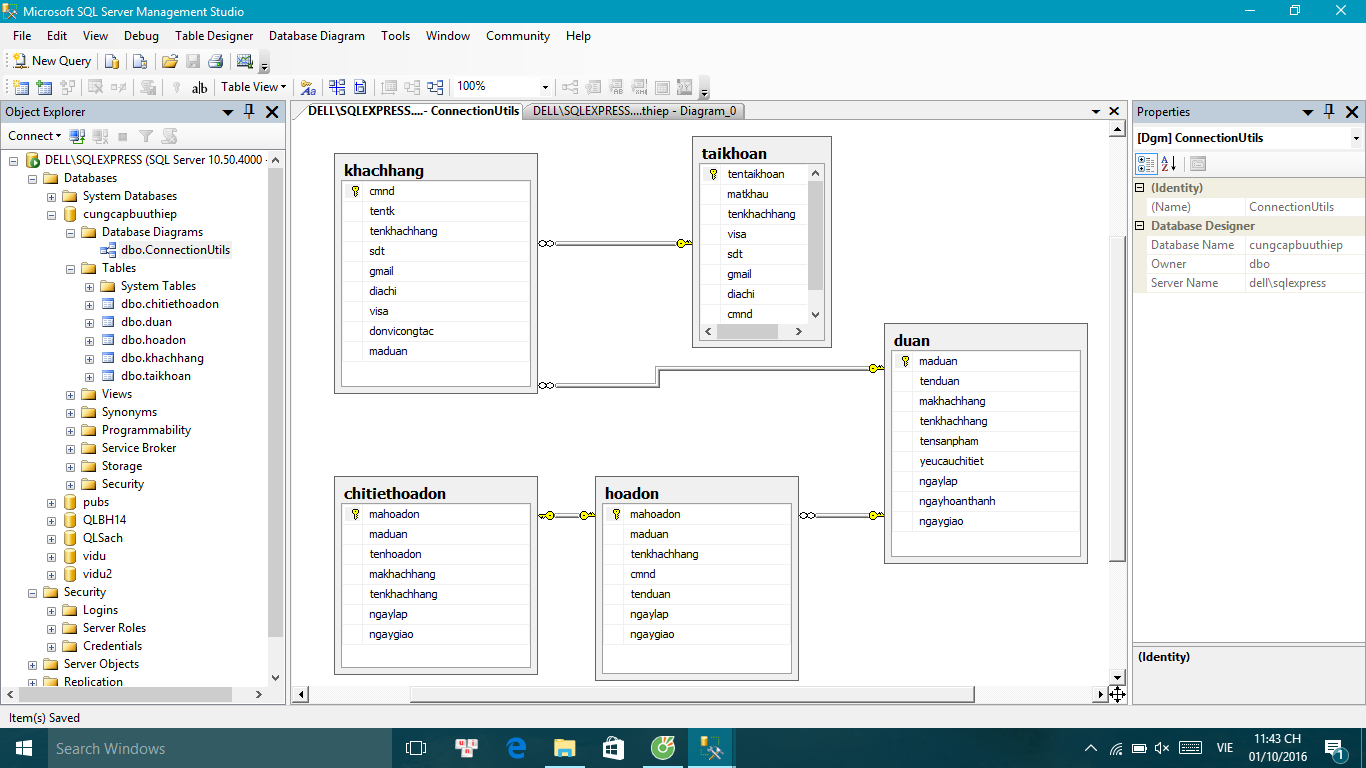 Microsoft SQL Server Management Studio
File Edit View Debug Table Designer Database Diagram Tools Window Community Help
New Query
ab Table View 100%
Object Explorer
Connect
DELL\SQLEXPRESS (SQL Server 10.50.4000 -
Databases
System Databases
cungcapbuuthiep
Database Diagrams
dbo.ConnectionUtils
Tables
System Tables
dbo.chitiethoadon
dbo.duan
dbo.hoadon
dbo.khachhang
dbo.taikhoan
Views
Synonyms
Programmability
Service Broker
Storage
Security
pubs
QLBH14
QLSach
vidu
vidu2
Security
Logins
Server Roles
Credentials
Server Objects
Replication
DELL\SQLEXPRESS....- ConnectionUtils DELL\SQLEXPRESS....thiep - Diagram_0
khachhang
cmnd
tentk
tenkhachhang
sdt
gmail
diachi
visa
donvicongtac
maduan
taikhoan
tentaikhoan
matkhau
tenkhachhang
visa
sdt
gmail
diachi
cmnd
duan
maduan
tenduan
makhachhang
tenkhachhang
tensanpham
yeucauchitiet
ngaylap
ngayhoanthanh
ngaygiao
chitiethoadon
mahoadon
maduan
tenhoadon
makhachhang
tenkhachhang
ngaylap
ngaygiao
hoadon
mahoadon
maduan
tenkhachhang
cmnd
tenduan
ngaylap
ngaygiao
Properties
[Dgm] ConnectionUtils
(Identity)
(Name) ConnectionUtils
Database Designer
Database Name cungcapbuuthiep
Owner dbo
Server Name dell\sqlexpress
(Identity)
Item(s) Saved
Search Windows
VIE
11:43 CH
01/10/2016
1